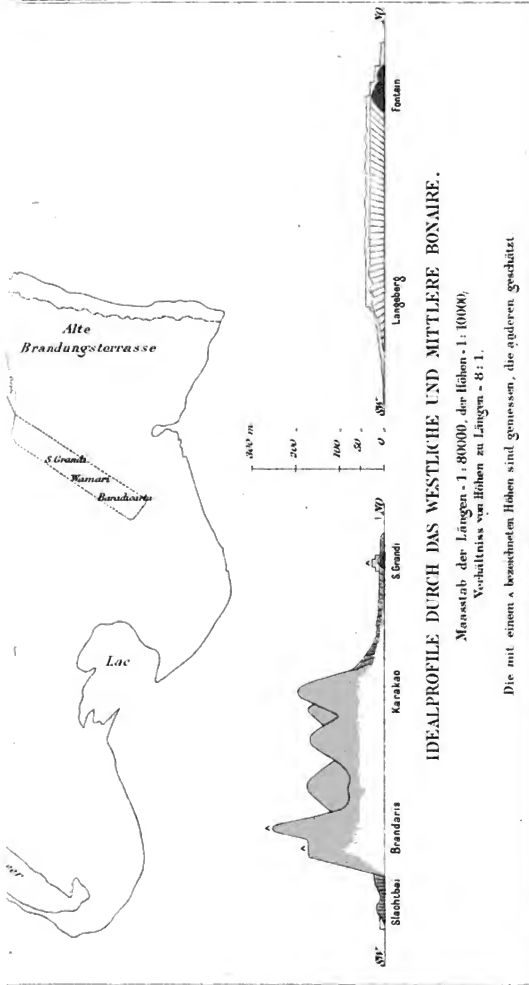 Alte
Brandungsterrasse
S. Grandi.
Wamari
Lac
300 m.
200
100
50
0
SW
Slachtbai
Brandaris
Karakao
S. Grandi
NO
SW
Langeberg
Fontein
NO
IDEALPROFILE DURCH DAS WESTLICHE UND MITTLERE BONAIRE.
Maasstab der Längen - 1 : 80000, der Höhen - 1 : 10000;
Verhältniss von Höhen zu Längen - 8 : 1.
Die mit einem ʌ bezeichneten Höhen sind gemessen, die anderen geschätzt